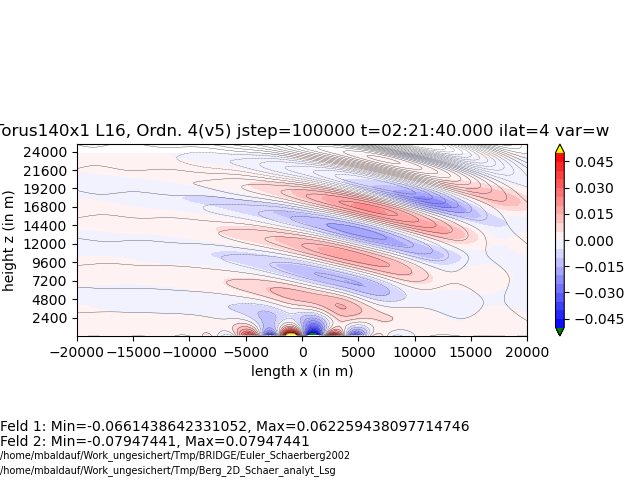 Torus140x1 L16, Ordn. 4(v5) jstep=100000 t=02:21:40.000 ilat=4 var=w
height z (in m)
24000
21600
19200
16800
14400
12000
9600
7200
4800
2400
−20000 −15000 −10000 −5000 0 5000 10000 15000 20000
length x (in m)
0.045
0.030
0.015
0.000
−0.015
−0.030
−0.045
Feld 1: Min=-0.0661438642331052, Max=0.062259438097714746
Feld 2: Min=-0.07947441, Max=0.07947441
/home/mbaldauf/Work_ungesichert/Tmp/BRIDGE/Euler_Schaerberg2002
/home/mbaldauf/Work_ungesichert/Tmp/Berg_2D_Schaer_analyt_Lsg